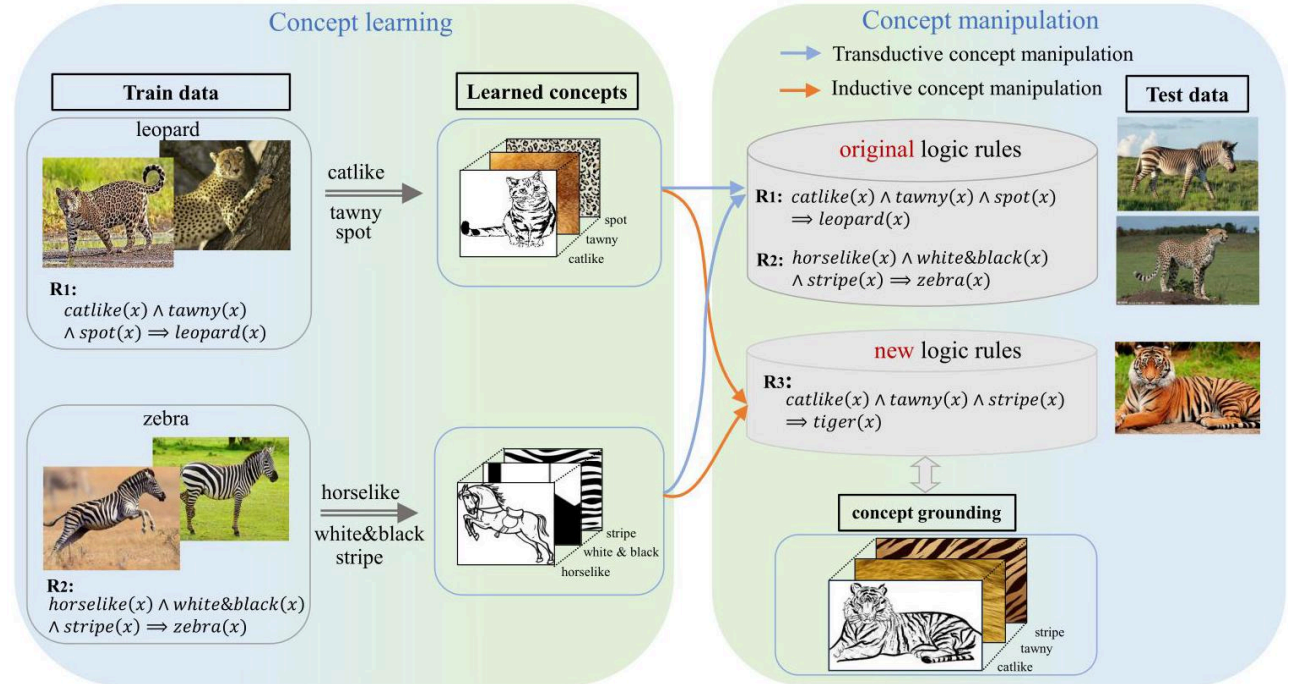 Concept learning
Train data
leopard
R1:
catlike(x) ∧ tawny(x)
∧ spot(x) ⟹ leopard(x)
catlike
tawny
spot
Learned concepts
spot
tawny
catlike
zebra
R2:
horselike(x) ∧ white&black(x)
∧ stripe(x) ⟹ zebra(x)
horselike
white&black
stripe
stripe
white & black
horselike
Concept manipulation
Transductive concept manipulation
Inductive concept manipulation
Test data
original logic rules
R1: catlike(x) ∧ tawny(x) ∧ spot(x)
⟹ leopard(x)
R2: horselike(x) ∧ white&black(x)
∧ stripe(x) ⟹ zebra(x)
new logic rules
R3:
catlike(x) ∧ tawny(x) ∧ stripe(x)
⟹ tiger(x)
concept grounding
stripe
tawny
catlike